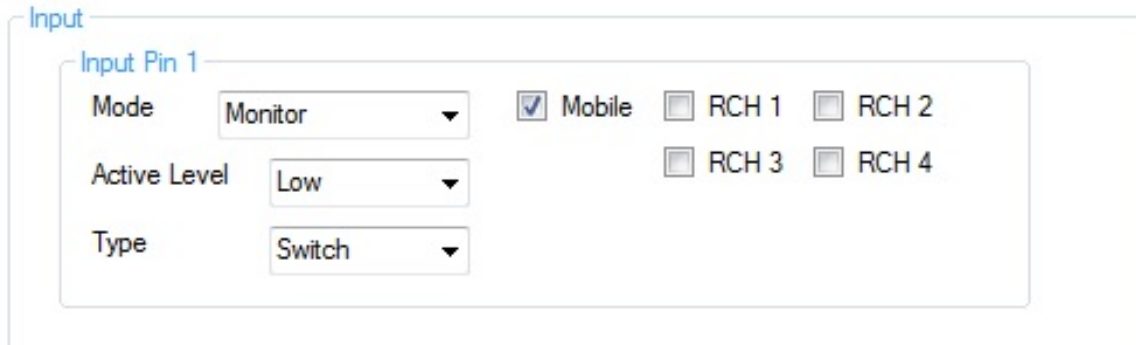 Input
Input Pin 1
Mode Monitor Mobile RCH 1 RCH 2
Active Level Low RCH 3 RCH 4
Type Switch